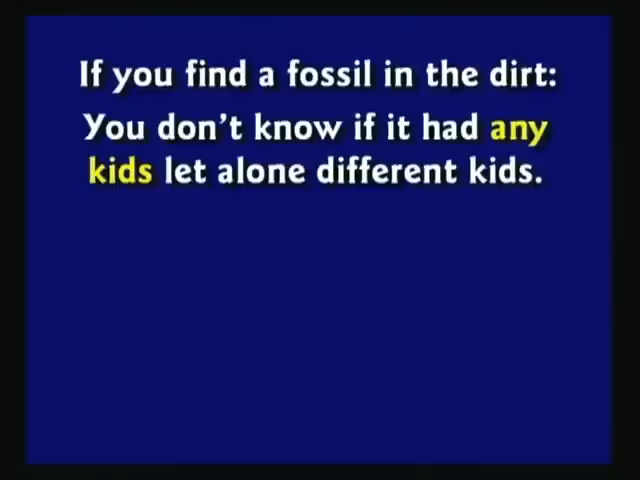 If you find a fossil in the dirt:
You don't know if it had any
kids let alone different kids.